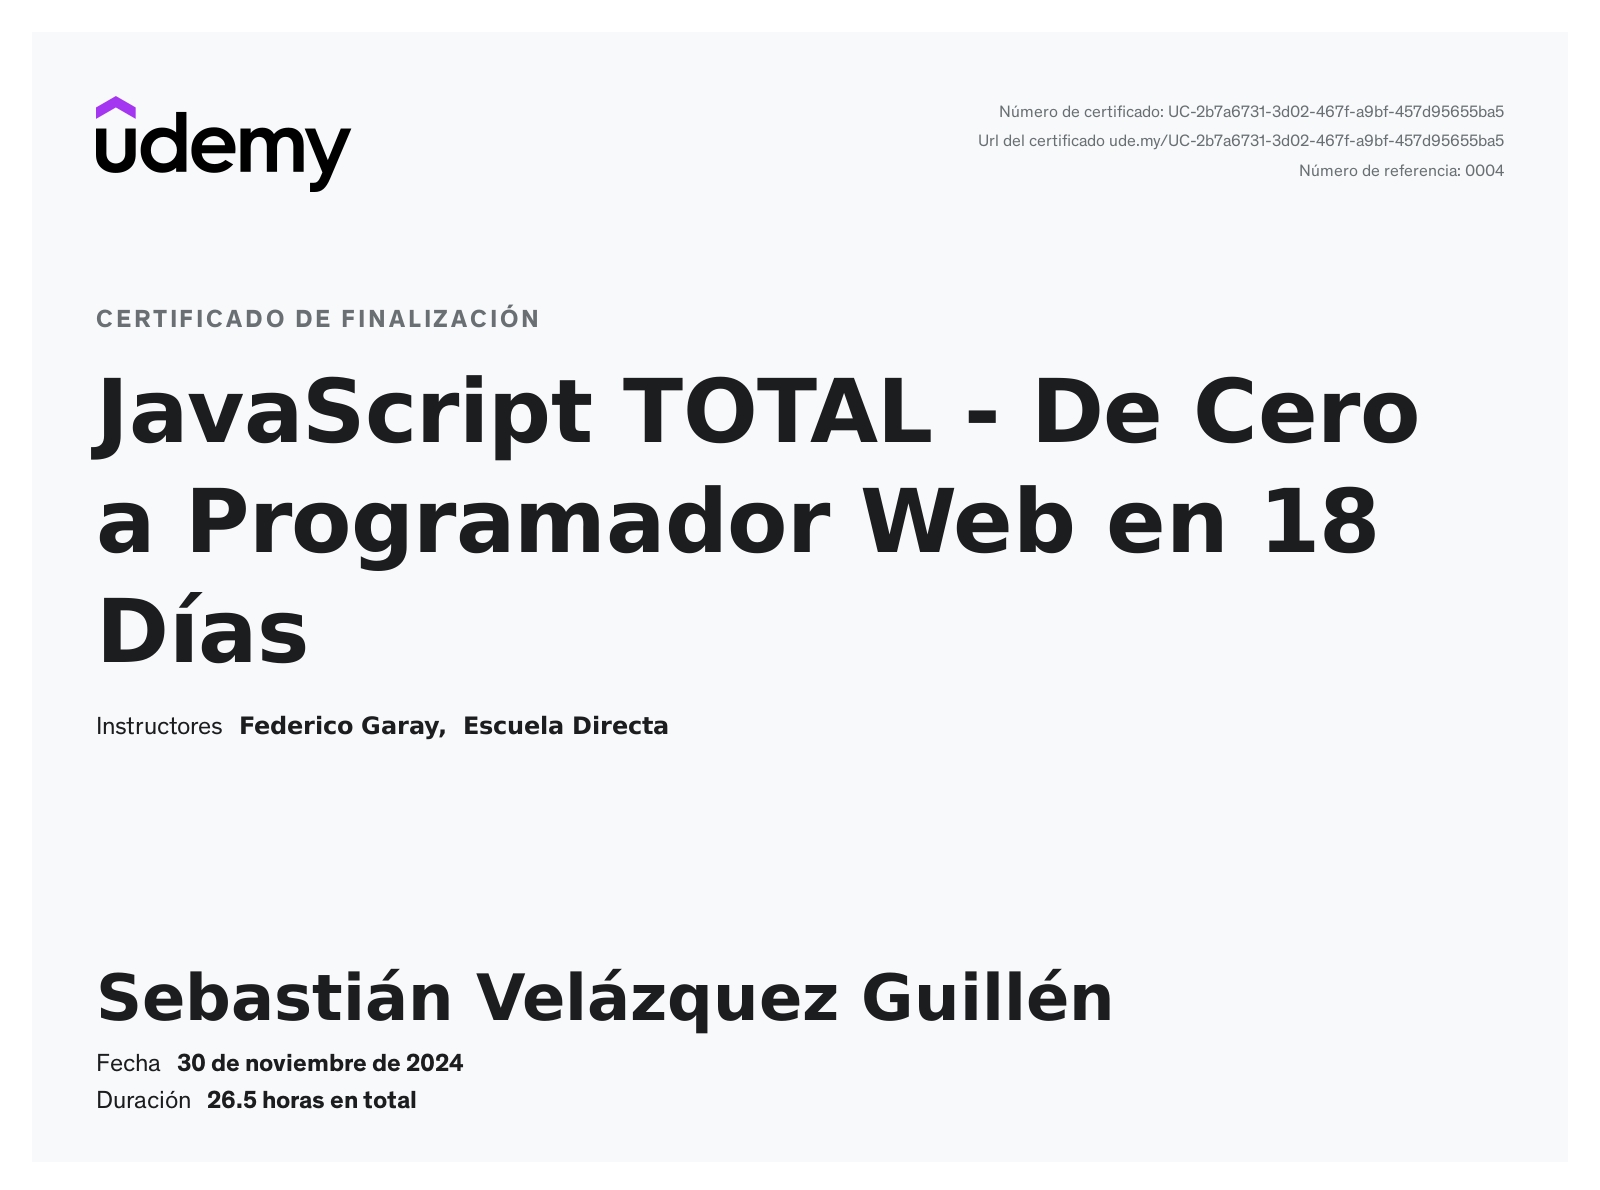 udemy
Número de certificado: UC-2b7a6731-3d02-467f-a9bf-457d95655ba5
Url del certificado ude.my/UC-2b7a6731-3d02-467f-a9bf-457d95655ba5
Número de referencia: 0004
CERTIFICADO DE FINALIZACIÓN
JavaScript TOTAL - De Cero
a Programador Web en 18
Días
Instructores Federico Garay, Escuela Directa
Sebastián Velázquez Guillén
Fecha 30 de noviembre de 2024
Duración 26.5 horas en total